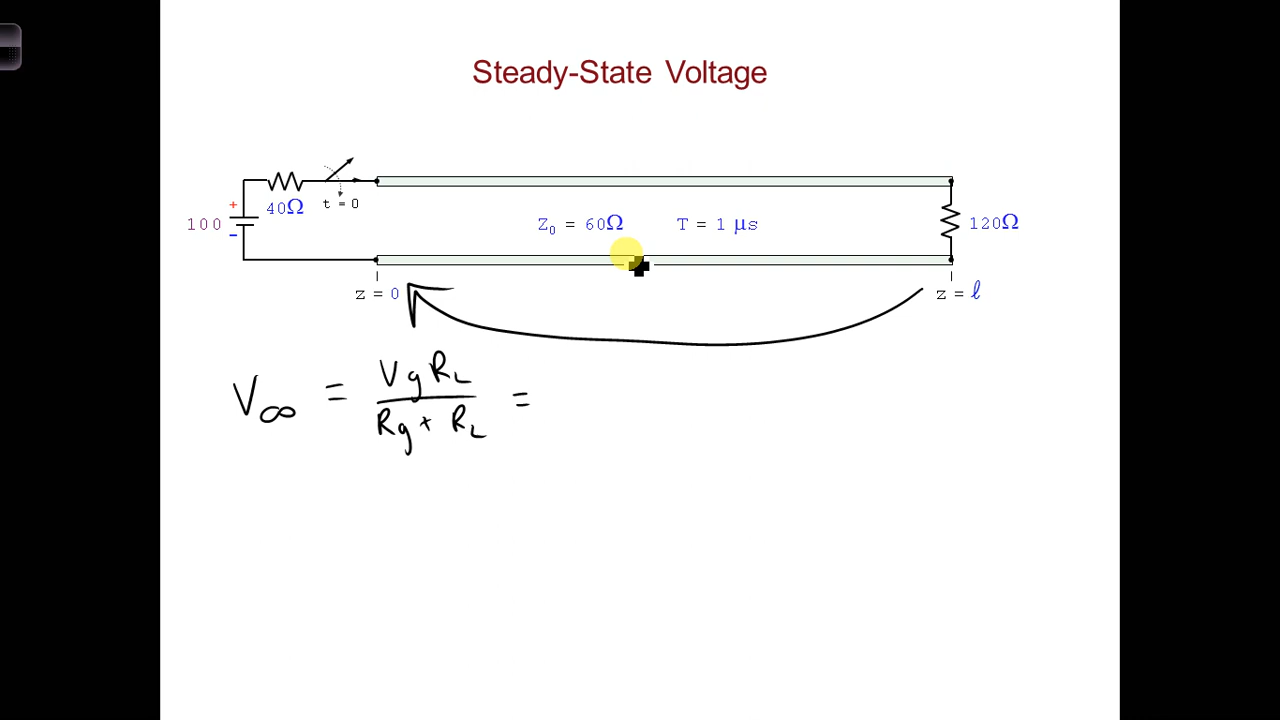 Steady-State Voltage
100 + - 40Ω t = 0 Z₀ = 60Ω T = 1 μs 120Ω
z = 0 z = ℓ
V∞ = VgRL / Rg + RL =